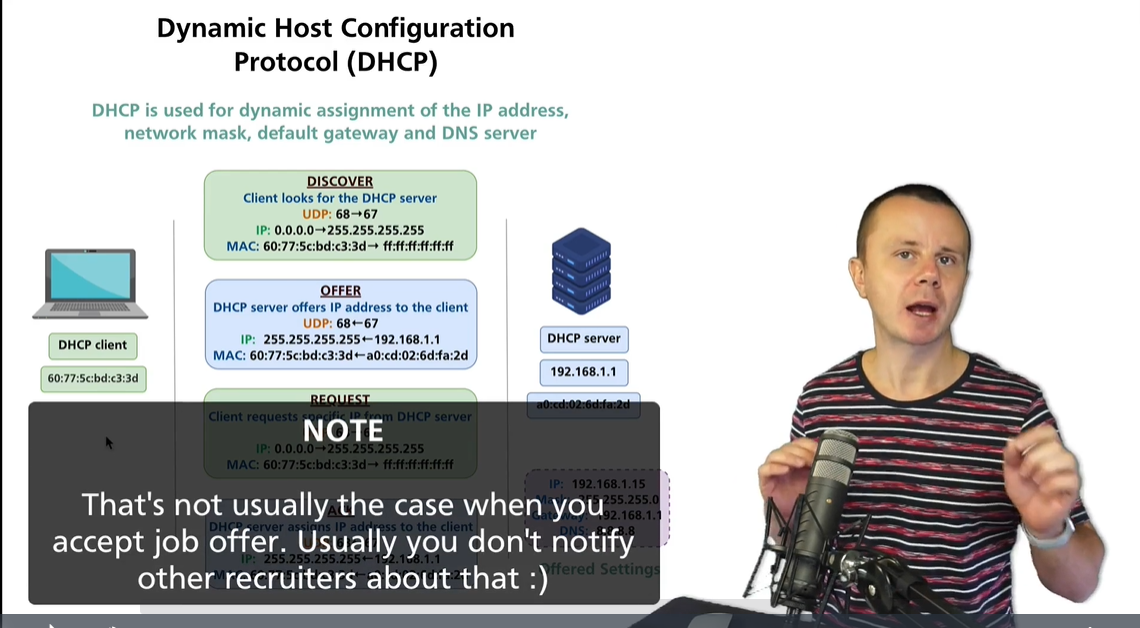 Dynamic Host Configuration
Protocol (DHCP)
DHCP is used for dynamic assignment of the IP address,
network mask, default gateway and DNS server
DISCOVER
Client looks for the DHCP server
UDP: 68→67
IP: 0.0.0.0→255.255.255.255
MAC: 60:77:5c:bd:c3:3d→ ff:ff:ff:ff:ff:ff
OFFER
DHCP server offers IP address to the client
UDP: 68←67
IP: 255.255.255.255←192.168.1.1
MAC: 60:77:5c:bd:c3:3d←a0:cd:02:6d:fa:2d
DHCP client
60:77:5c:bd:c3:3d
DHCP server
192.168.1.1
a0:cd:02:6d:fa:2d
REQUEST
Client requests specific IP from DHCP server
IP: 0.0.0.0→255.255.255.255
MAC: 60:77:5c:bd:c3:3d→ ff:ff:ff:ff:ff:ff
NOTE
That's not usually the case when you
accept job offer. Usually you don't notify
other recruiters about that :)
DHCP server assigns IP address to the client
IP: 255.255.255.255←192.168.1.1
IP: 192.168.1.15
Mask: 255.255.255.0
Gateway: 192.168.1.1
DNS: 8.8.8.8
Offered Settings